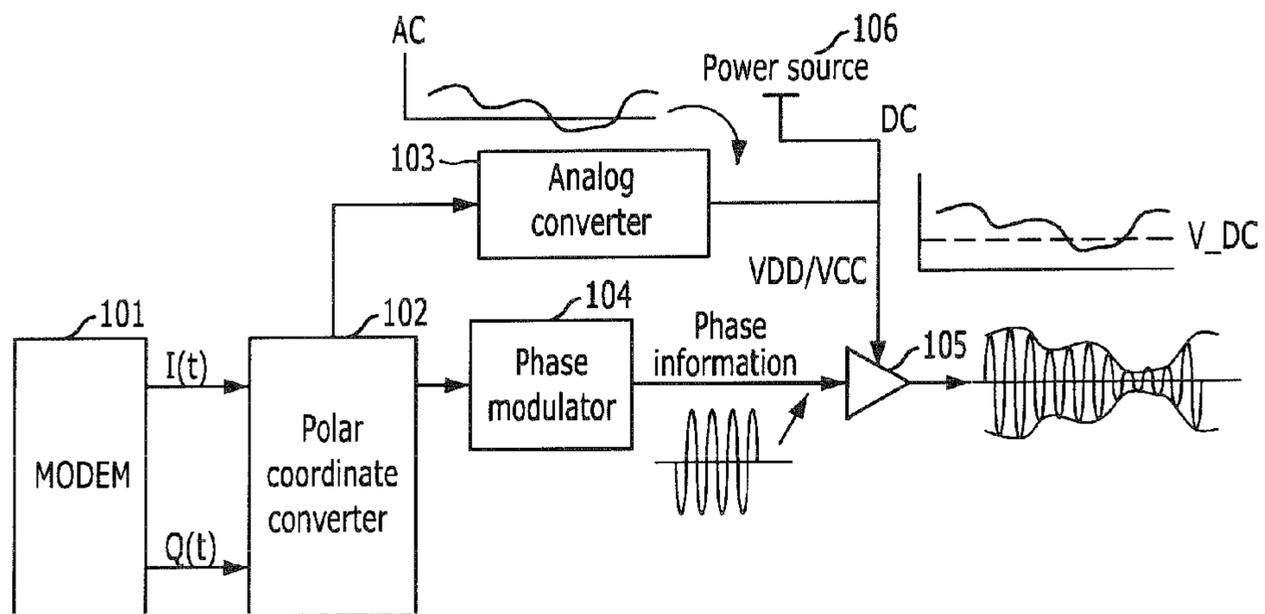 AC
106
Power source
DC
103
Analog
converter
V_DC
VDD/VCC
101
102
104
Phase
information
105
I(t)
Phase
modulator
MODEM
Polar
coordinate
converter
Q(t)